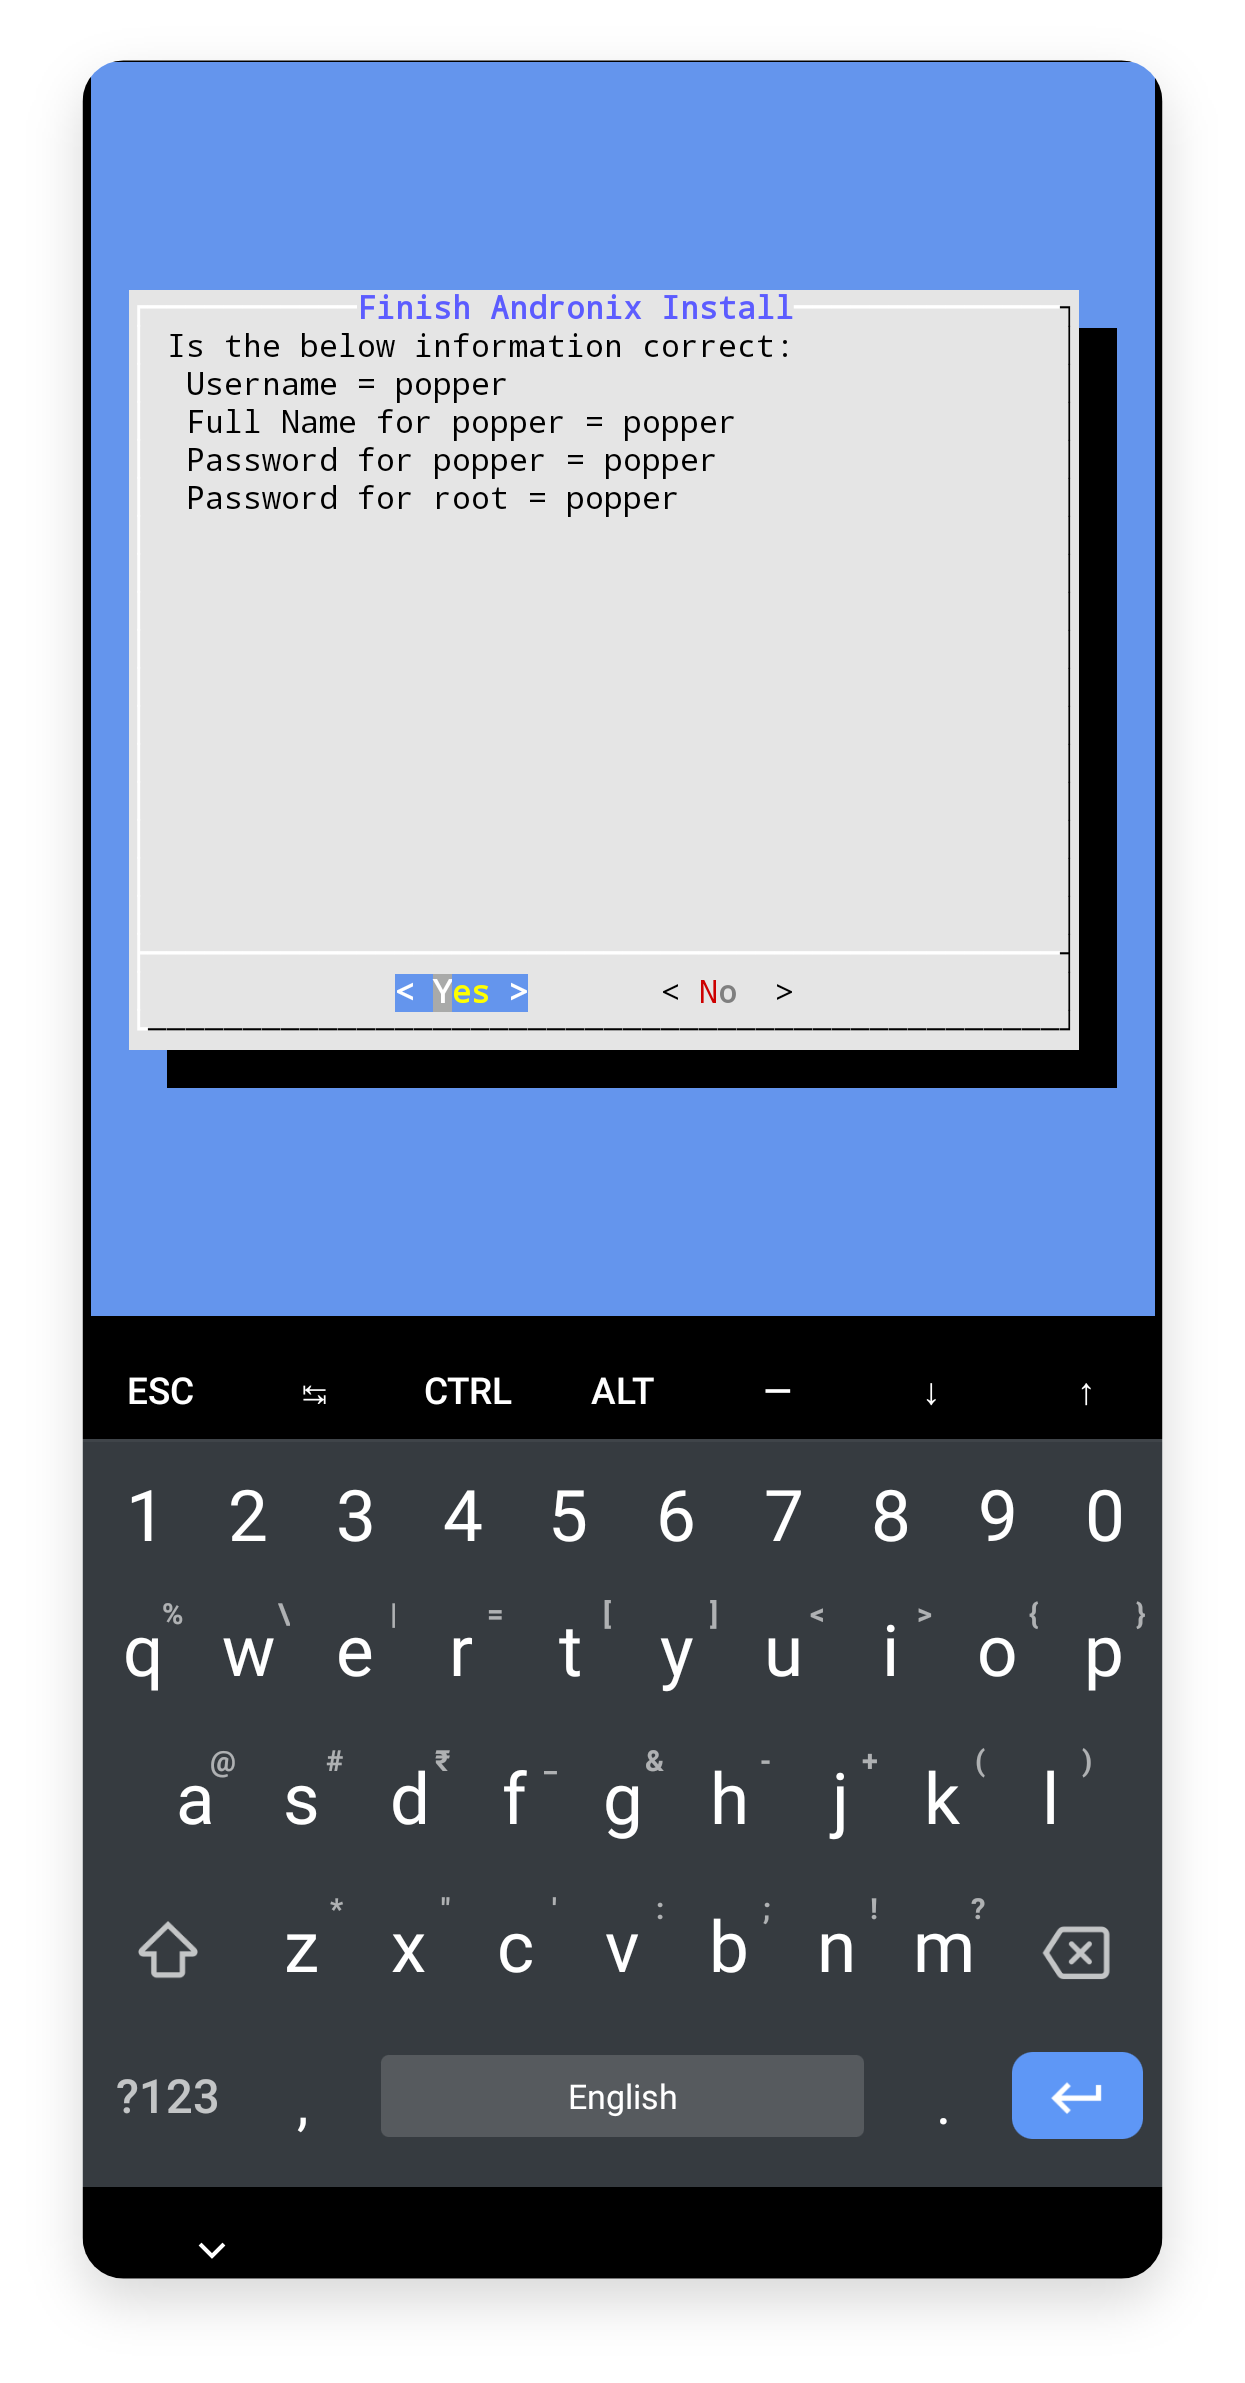 Finish Andronix Install
Is the below information correct:
Username = popper
Full Name for popper = popper
Password for popper = popper
Password for root = popper
< Yes > < No >
ESC ↹ CTRL ALT — ↓ ↑
1 2 3 4 5 6 7 8 9 0
% \ | = [ ] < > { }
q w e r t y u i o p
@ # ₹ _ & - + ( )
a s d f g h j k l
* " ' : ; ! ?
z x c v b n m
?123 , English .